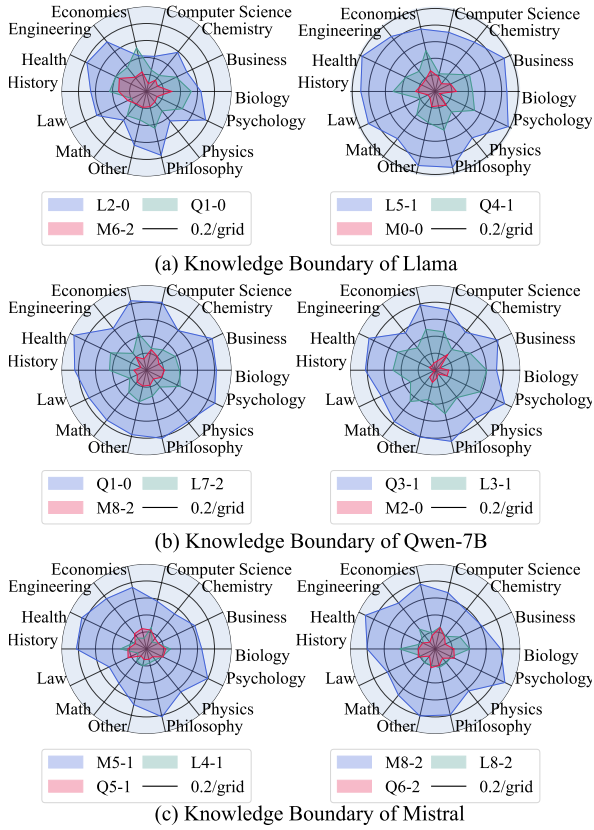 Economics Computer Science
Engineering Chemistry
Health Business
History Biology
Law Psychology
Math Physics
Other Philosophy
L2-0 Q1-0
M6-2 0.2/grid
Economics Computer Science
Engineering Chemistry
Health Business
History Biology
Law Psychology
Math Physics
Other Philosophy
L5-1 Q4-1
M0-0 0.2/grid
(a) Knowledge Boundary of Llama
Economics Computer Science
Engineering Chemistry
Health Business
History Biology
Law Psychology
Math Physics
Other Philosophy
Q1-0 L7-2
M8-2 0.2/grid
Economics Computer Science
Engineering Chemistry
Health Business
History Biology
Law Psychology
Math Physics
Other Philosophy
Q3-1 L3-1
M2-0 0.2/grid
(b) Knowledge Boundary of Qwen-7B
Economics Computer Science
Engineering Chemistry
Health Business
History Biology
Law Psychology
Math Physics
Other Philosophy
M5-1 L4-1
Q5-1 0.2/grid
Economics Computer Science
Engineering Chemistry
Health Business
History Biology
Law Psychology
Math Physics
Other Philosophy
M8-2 L8-2
Q6-2 0.2/grid
(c) Knowledge Boundary of Mistral